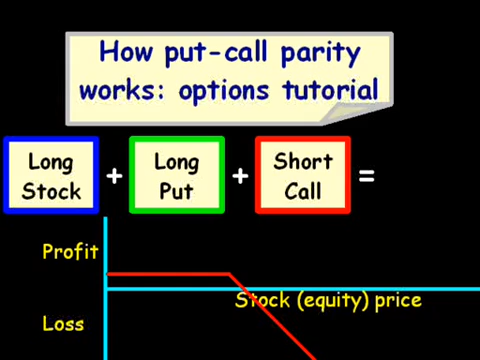 How put-call parity
works: options tutorial
Long
Stock
+
Long
Put
+
Short
Call
=
Profit
Stock (equity) price
Loss